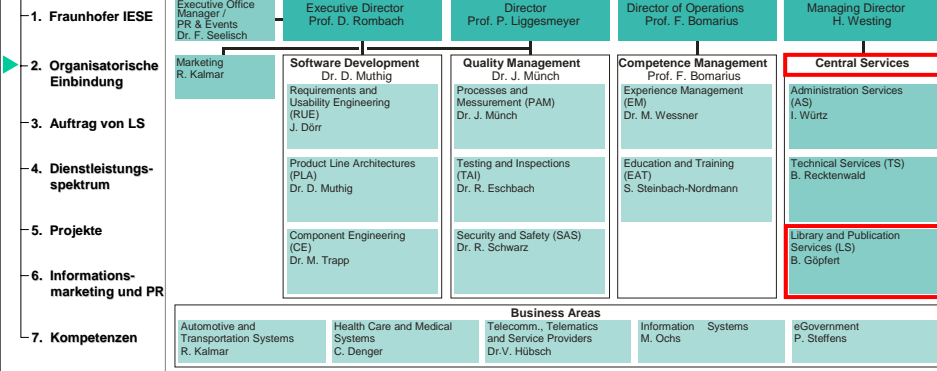 1. Fraunhofer IESE
2. Organisatorische
Einbindung
3. Auftrag von LS
4. Dienstleistungs-
spektrum
5. Projekte
6. Informations-
marketing und PR
7. Kompetenzen
Executive Office
Manager /
PR & Events
Dr. F. Seelisch
Executive Director
Prof. D. Rombach
Director
Prof. P. Liggesmeyer
Director of Operations
Prof. F. Bomarius
Managing Director
H. Westing
Marketing
R. Kalmar
Software Development
Dr. D. Muthig
Requirements and
Usability Engineering
(RUE)
J. Dörr
Product Line Architectures
(PLA)
Dr. D. Muthig
Component Engineering
(CE)
Dr. M. Trapp
Quality Management
Dr. J. Münch
Processes and
Messurement (PAM)
Dr. J. Münch
Testing and Inspections
(TAI)
Dr. R. Eschbach
Security and Safety (SAS)
Dr. R. Schwarz
Competence Management
Prof. F. Bomarius
Experience Management
(EM)
Dr. M. Wessner
Education and Training
(EAT)
S. Steinbach-Nordmann
Central Services
Administration Services
(AS)
I. Würtz
Technical Services (TS)
B. Recktenwald
Library and Publication
Services (LS)
B. Göpfert
Business Areas
Automotive and
Transportation Systems
R. Kalmar
Health Care and Medical
Systems
C. Denger
Telecomm., Telematics
and Service Providers
Dr-V. Hübsch
Information Systems
M. Ochs
eGovernment
P. Steffens